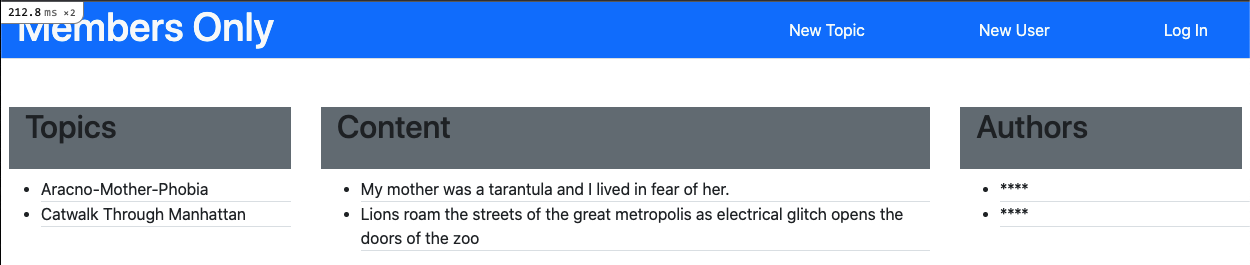 212.8 ms ×2
Members Only
New Topic
New User
Log In
Topics
Content
Authors
Aracno-Mother-Phobia
Catwalk Through Manhattan
My mother was a tarantula and I lived in fear of her.
Lions roam the streets of the great metropolis as electrical glitch opens the
doors of the zoo
****
****